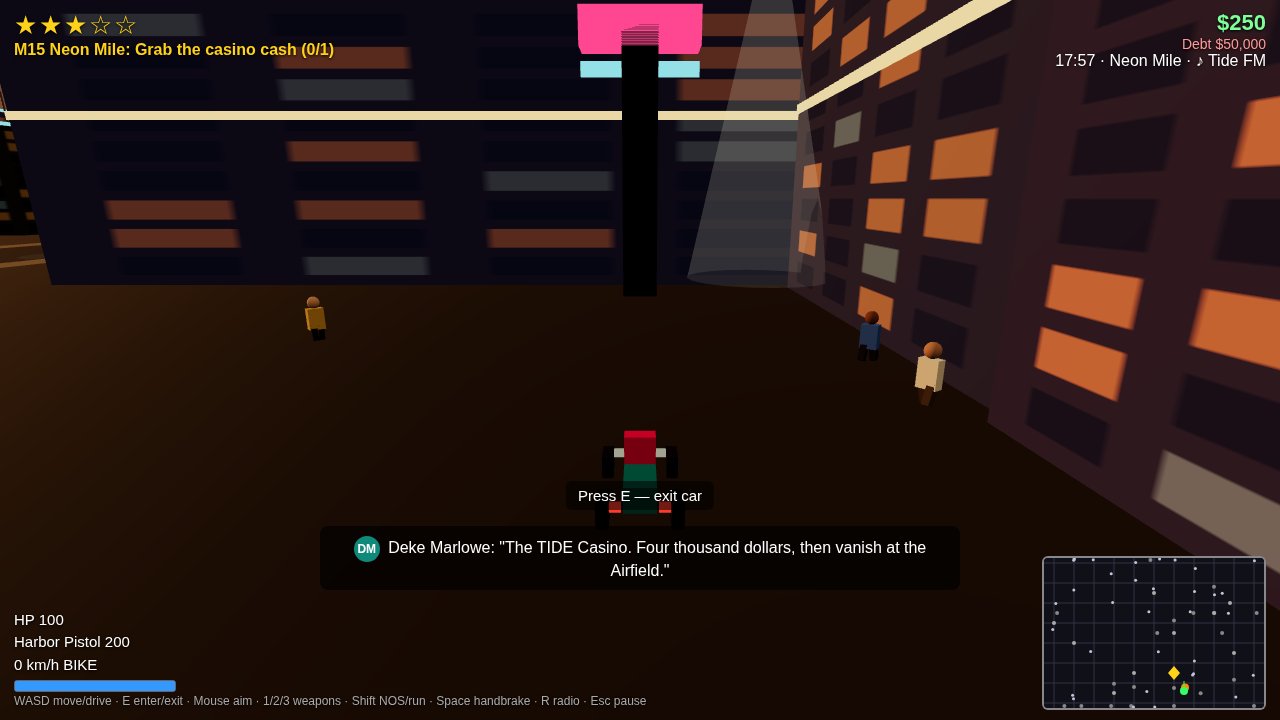 ★★★☆☆
M15 Neon Mile: Grab the casino cash (0/1)
$250
Debt $50,000
17:57 · Neon Mile · ♪ Tide FM
Press E — exit car
DM Deke Marlowe: "The TIDE Casino. Four thousand dollars, then vanish at the
Airfield."
HP 100
Harbor Pistol 200
0 km/h BIKE
WASD move/drive · E enter/exit · Mouse aim · 1/2/3 weapons · Shift NOS/run · Space handbrake · R radio · Esc pause